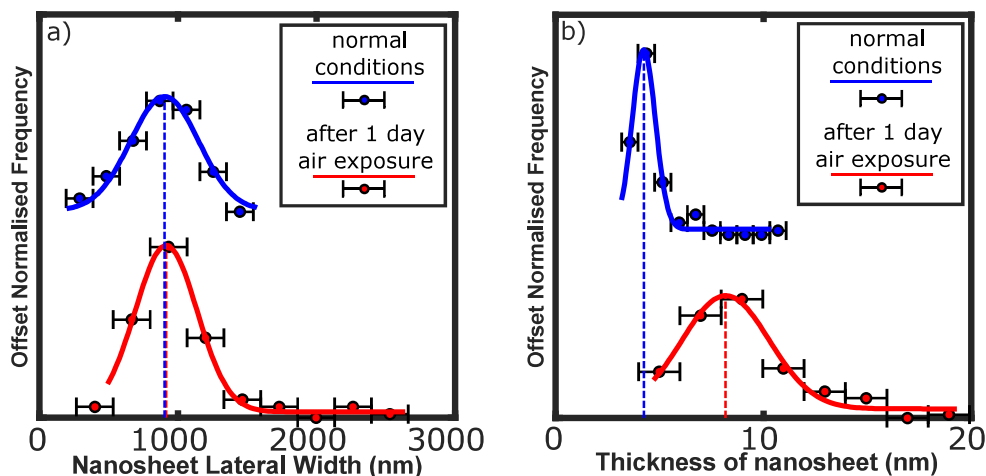 a)
normal
conditions
after 1 day
air exposure
Offset Normalised Frequency
0 1000 2000 3000
Nanosheet Lateral Width (nm)
b)
normal
conditions
after 1 day
air exposure
Offset Normalised Frequency
0 10 20
Thickness of nanosheet (nm)